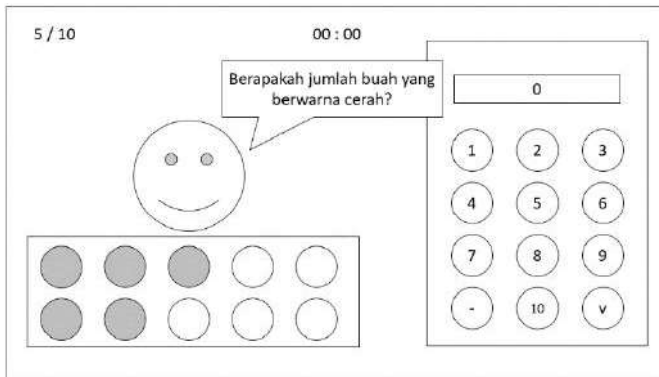 5 / 10
00 : 00
Berapakah jumlah buah yang
berwarna cerah?
0
1 2 3
4 5 6
7 8 9
- 10 v